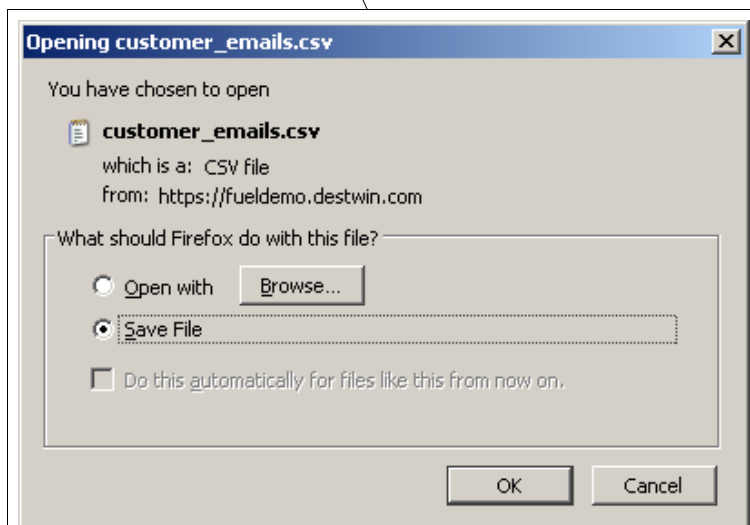 Opening customer_emails.csv
You have chosen to open
customer_emails.csv
which is a: CSV file
from: https://fueldemo.destwin.com
What should Firefox do with this file?
Open with Browse...
Save File
Do this automatically for files like this from now on.
OK Cancel